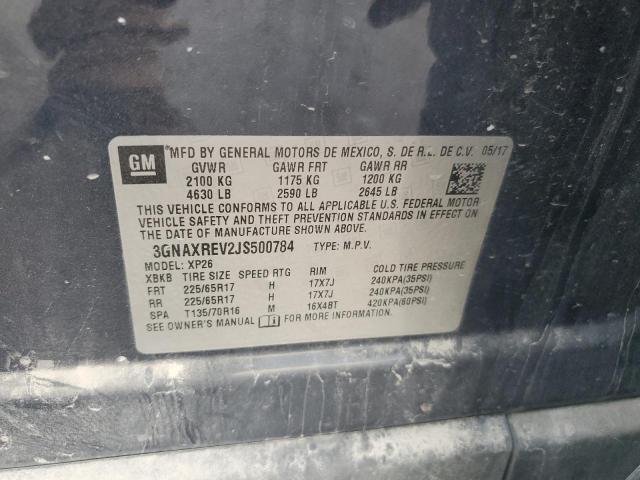 GM *MFD BY GENERAL MOTORS DE MEXICO, S. DE R.L. DE C.V. 05/17
GVWR GAWR FRT GAWR RR
2100 KG 1175 KG 1200 KG
4630 LB 2590 LB 2645 LB
THIS VEHICLE CONFORMS TO ALL APPLICABLE U.S. FEDERAL MOTOR
VEHICLE SAFETY AND THEFT PREVENTION STANDARDS IN EFFECT ON
THE DATE OF MANUFACTURE SHOWN ABOVE.
3GNAXREV2JS500784 TYPE: M.P.V.
MODEL: XP26
XBKB TIRE SIZE SPEED RTG RIM COLD TIRE PRESSURE
FRT 225/65R17 H 17X7J 240KPA(35PSI)
RR 225/65R17 H 17X7J 240KPA(35PSI)
SPA T135/70R16 M 16X4BT 420KPA(60PSI)
SEE OWNER'S MANUAL FOR MORE INFORMATION.